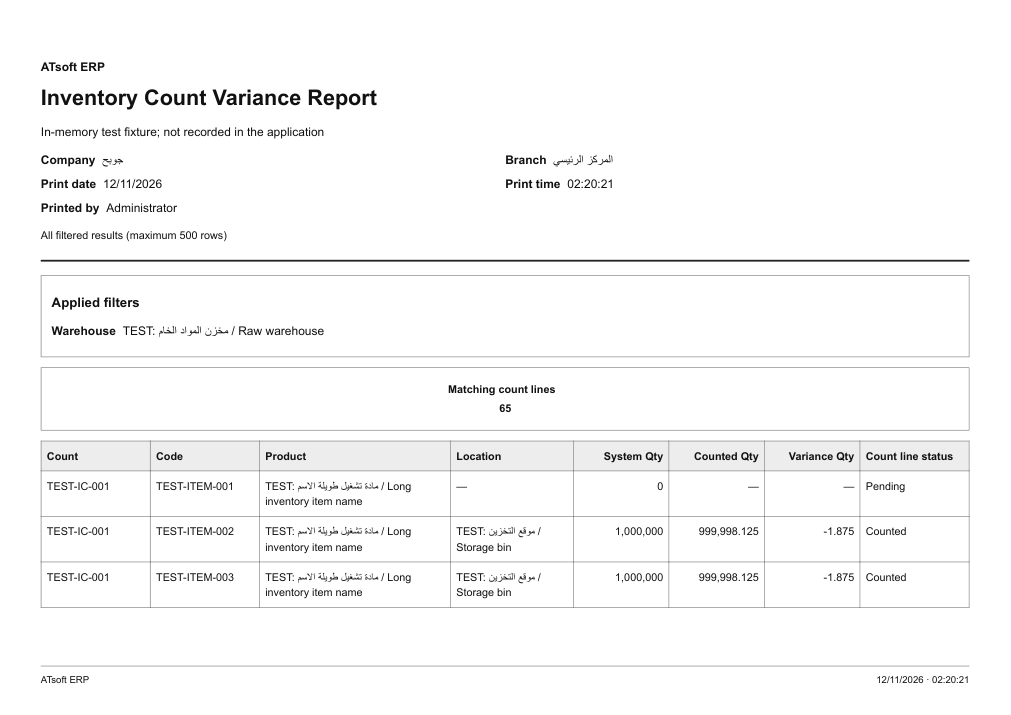 ATsoft ERP
Inventory Count Variance Report
In-memory test fixture; not recorded in the application
Company جوبح
Branch المركز الرئيسي
Print date 12/11/2026
Print time 02:20:21
Printed by Administrator
All filtered results (maximum 500 rows)
Applied filters
Warehouse TEST: مخزن المواد الخام / Raw warehouse
Matching count lines
65
Count Code Product Location System Qty Counted Qty Variance Qty Count line status
TEST-IC-001 TEST-ITEM-001 TEST: مادة تشغيل طويلة الاسم / Long — 0 — — Pending
inventory item name
TEST-IC-001 TEST-ITEM-002 TEST: مادة تشغيل طويلة الاسم / Long TEST: موقع التخزين / 1,000,000 999,998.125 -1.875 Counted
inventory item name Storage bin
TEST-IC-001 TEST-ITEM-003 TEST: مادة تشغيل طويلة الاسم / Long TEST: موقع التخزين / 1,000,000 999,998.125 -1.875 Counted
inventory item name Storage bin
ATsoft ERP 12/11/2026 · 02:20:21